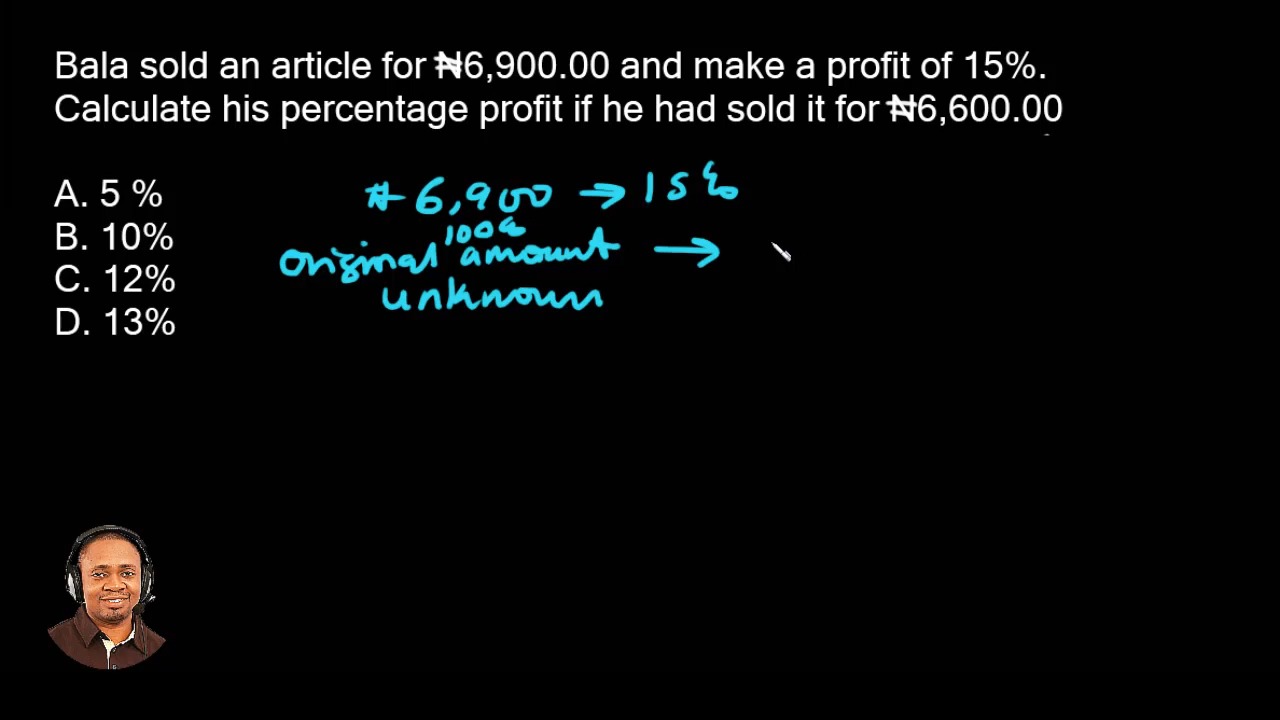 Bala sold an article for ₦6,900.00 and make a profit of 15%.
Calculate his percentage profit if he had sold it for ₦6,600.00
A. 5 %
B. 10%
C. 12%
D. 13%
₦6,900 → 15%
100%
original amount →
unknown